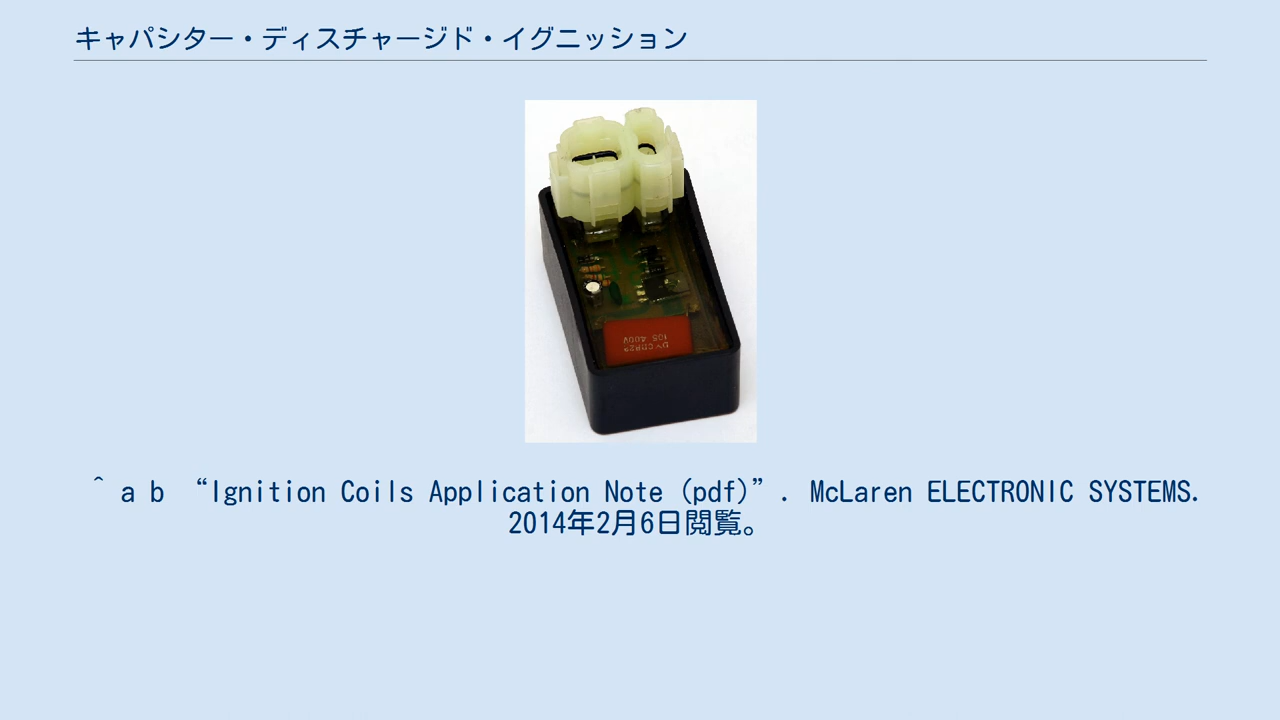 キャパシター・ディスチャージド・イグニッション
105 400V
^ a b “Ignition Coils Application Note (pdf)”. McLaren ELECTRONIC SYSTEMS.
2014年2月6日閲覧。